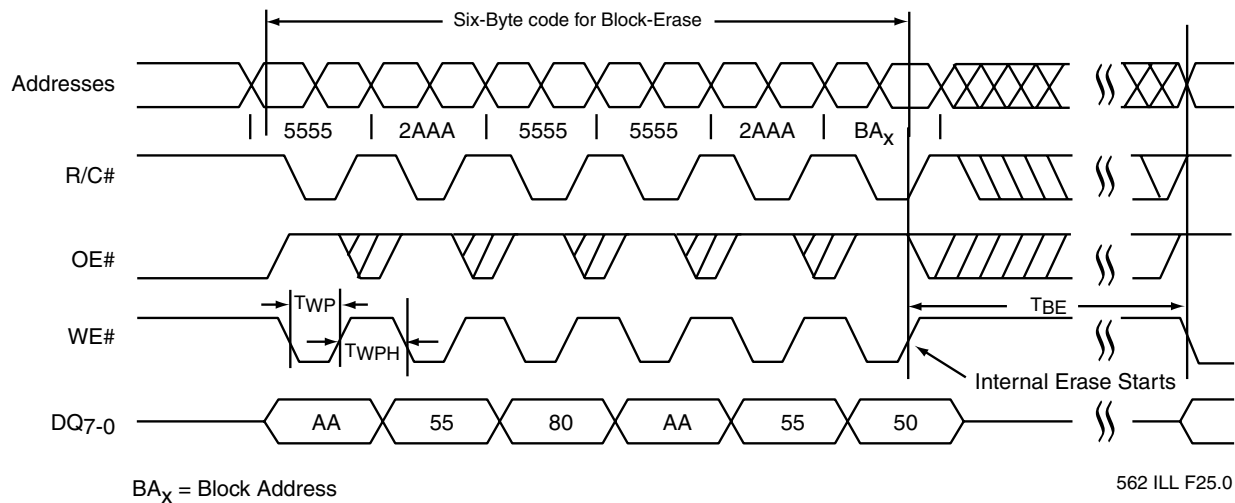 Six-Byte code for Block-Erase
Addresses
5555 2AAA 5555 5555 2AAA BAX
R/C#
OE#
TWP
TBE
WE#
TWPH
Internal Erase Starts
DQ7-0
AA 55 80 AA 55 50
BAX = Block Address
562 ILL F25.0